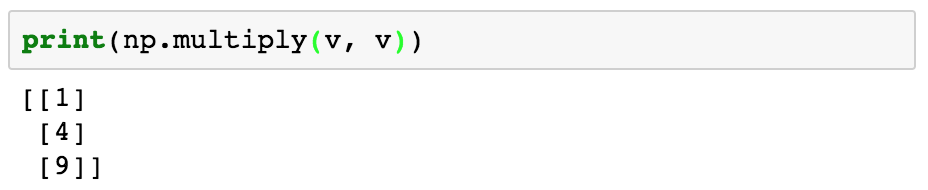 print(np.multiply(v, v))
[[1]
 [4]
 [9]]